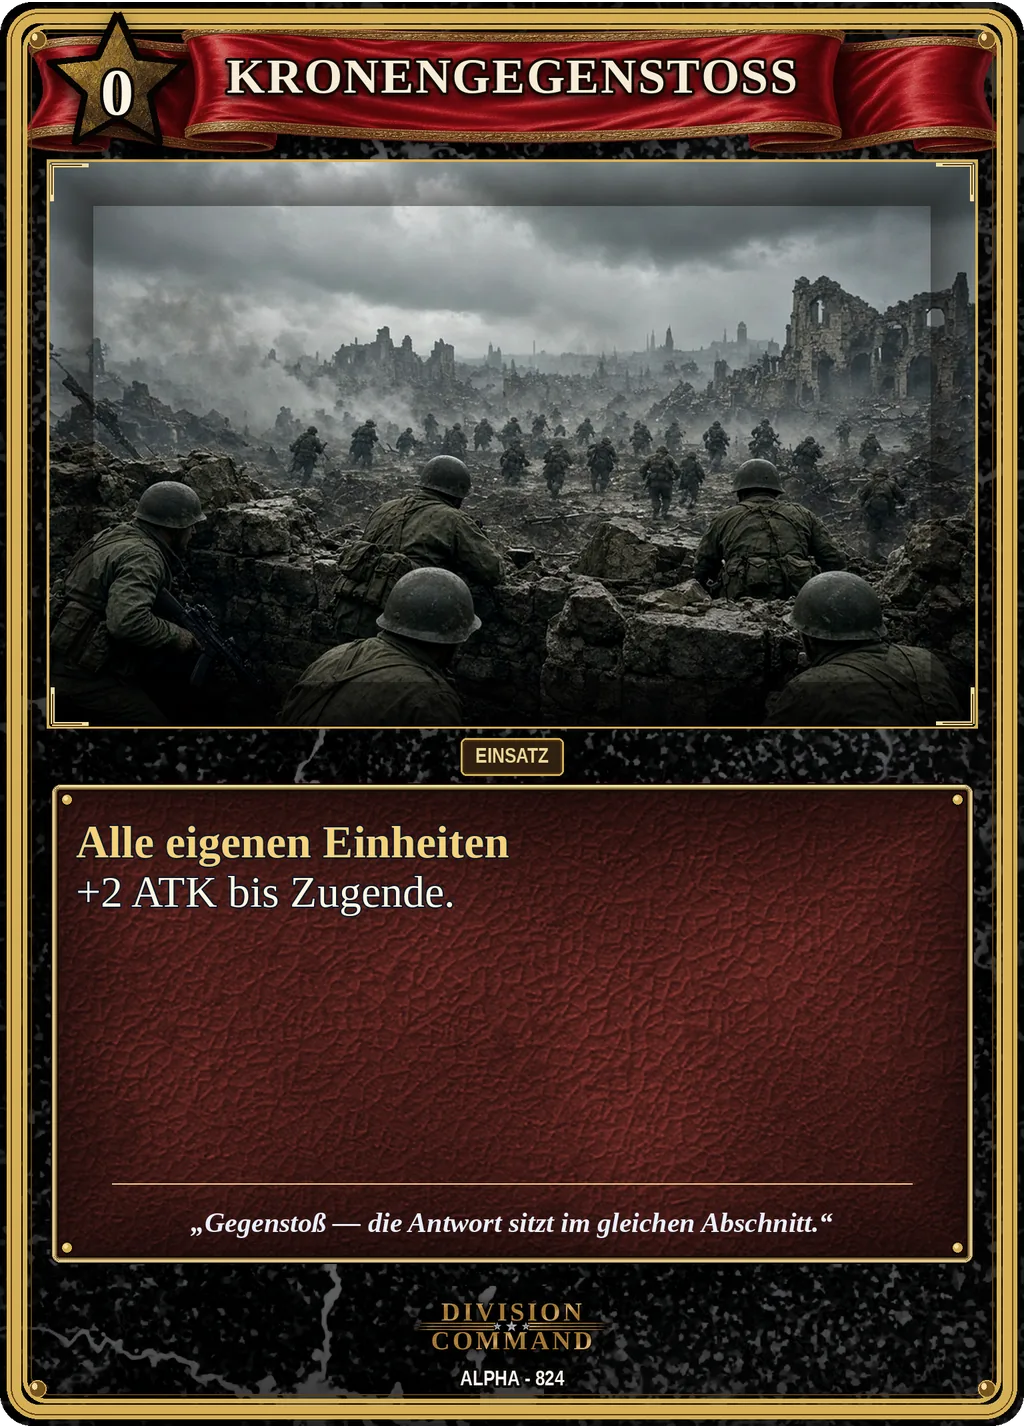 0
KRONENGEGENSTOSS
EINSATZ
Alle eigenen Einheiten
+2 ATK bis Zugende.
„Gegenstoß — die Antwort sitzt im gleichen Abschnitt.“
DIVISION
COMMAND
ALPHA - 824